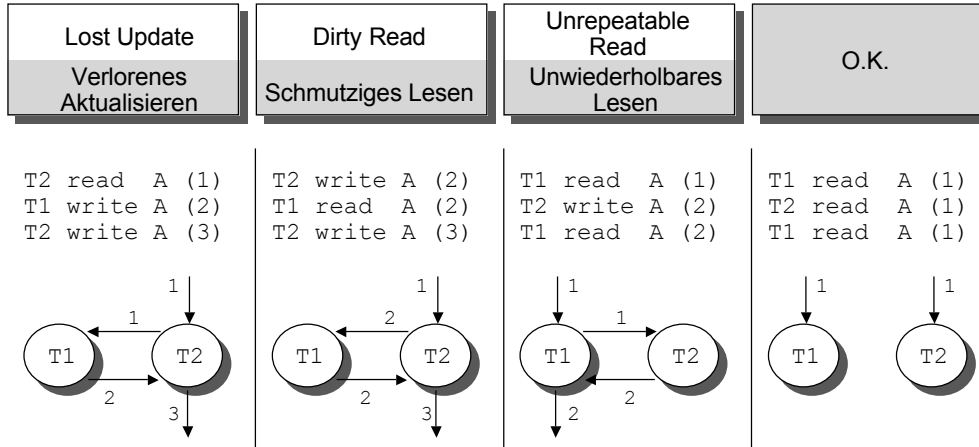 Lost Update
Verlorenes
Aktualisieren
Dirty Read
Schmutziges Lesen
Unrepeatable
Read
Unwiederholbares
Lesen
O.K.
T2 read A (1)
T1 write A (2)
T2 write A (3)
T2 write A (2)
T1 read A (2)
T2 write A (3)
T1 read A (1)
T2 write A (2)
T1 read A (2)
T1 read A (1)
T2 read A (1)
T1 read A (1)
1
1
T1
T2
2
3
1
2
T1
T2
2
3
1
1
T1
T2
2
2
1
1
T1
T2